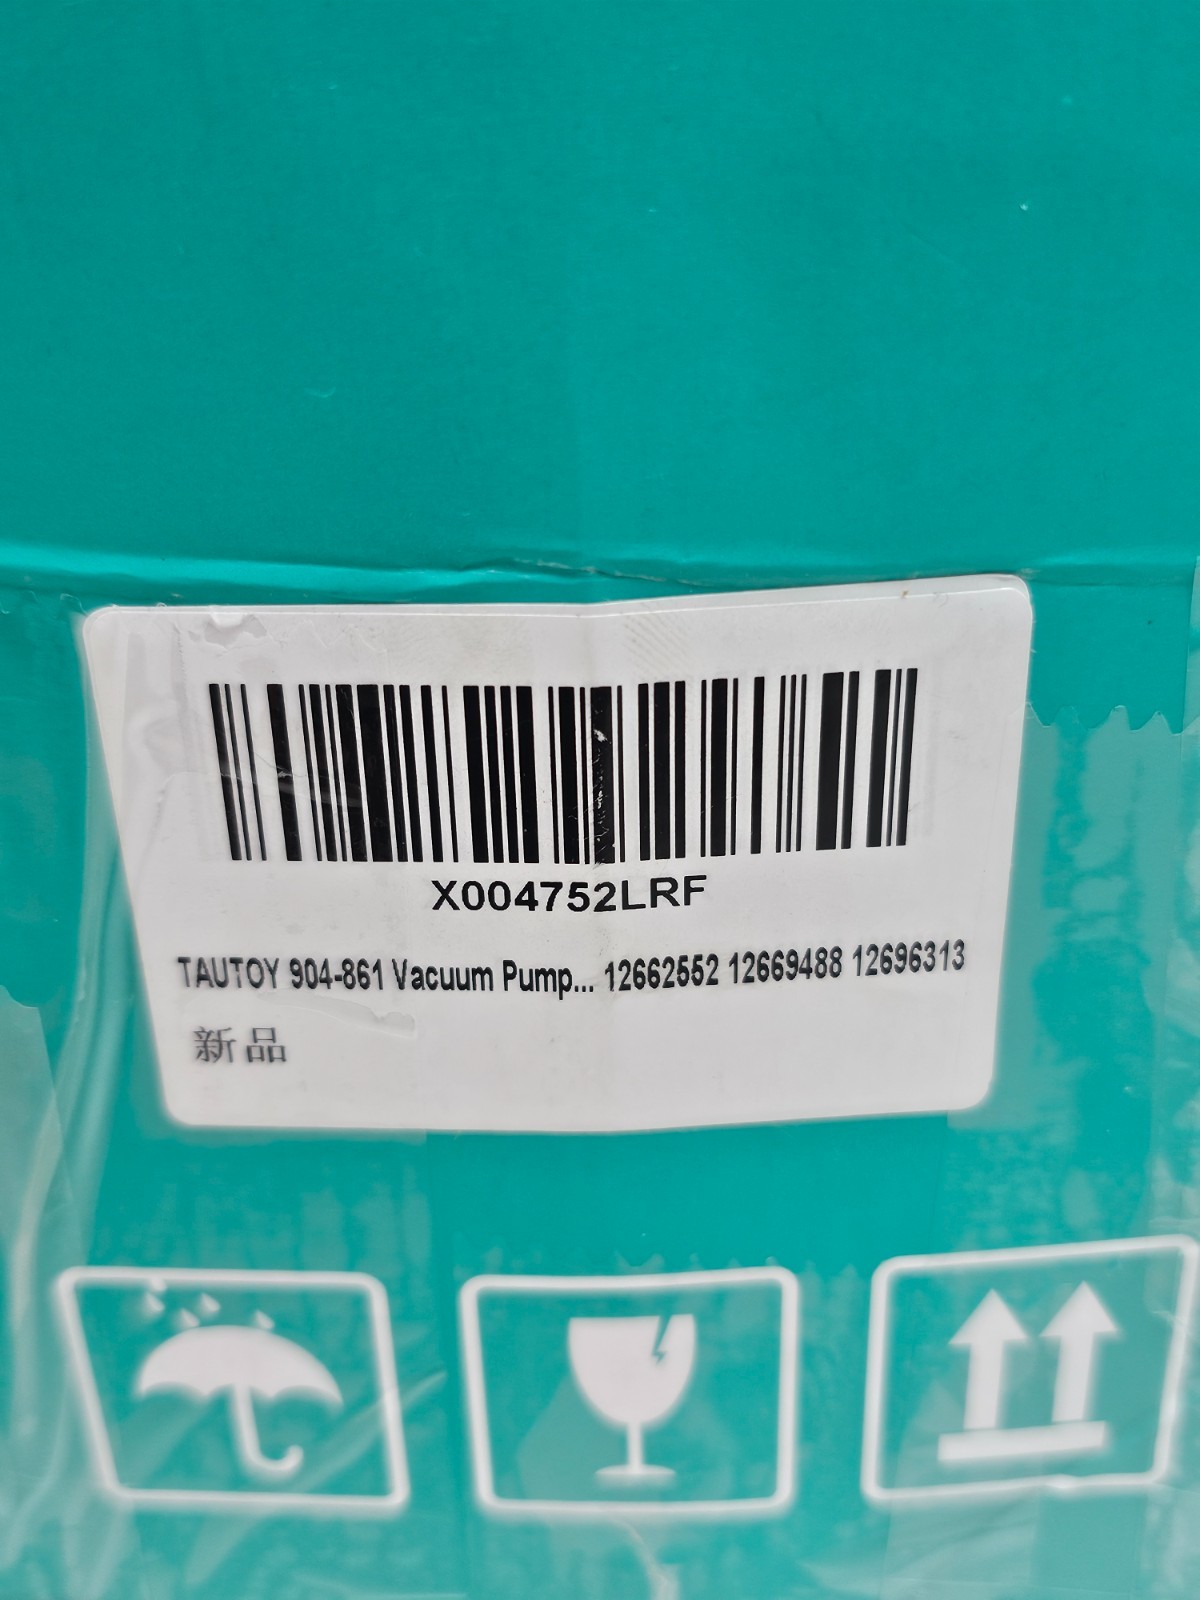 X004752LRF
TAUTOY 904-861 Vacuum Pump... 12662552 12669488 12696313
新品